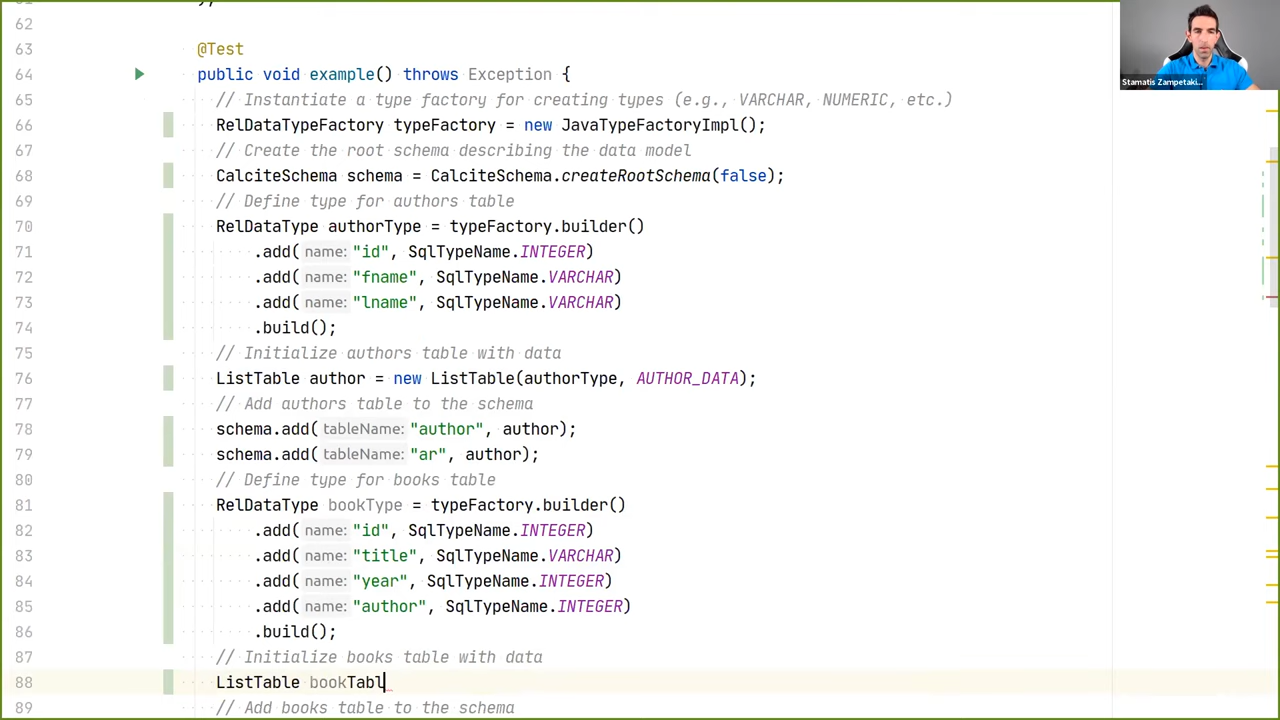 62
63 @Test
64 public void example() throws Exception {
65 // Instantiate a type factory for creating types (e.g., VARCHAR, NUMERIC, etc.)
66 RelDataTypeFactory typeFactory = new JavaTypeFactoryImpl();
67 // Create the root schema describing the data model
68 CalciteSchema schema = CalciteSchema.createRootSchema(false);
69 // Define type for authors table
70 RelDataType authorType = typeFactory.builder()
71 .add( name: "id", SqlTypeName.INTEGER)
72 .add( name: "fname", SqlTypeName.VARCHAR)
73 .add( name: "lname", SqlTypeName.VARCHAR)
74 .build();
75 // Initialize authors table with data
76 ListTable author = new ListTable(authorType, AUTHOR_DATA);
77 // Add authors table to the schema
78 schema.add( tableName: "author", author);
79 schema.add( tableName: "ar", author);
80 // Define type for books table
81 RelDataType bookType = typeFactory.builder()
82 .add( name: "id", SqlTypeName.INTEGER)
83 .add( name: "title", SqlTypeName.VARCHAR)
84 .add( name: "year", SqlTypeName.INTEGER)
85 .add( name: "author", SqlTypeName.INTEGER)
86 .build();
87 // Initialize books table with data
88 ListTable bookTabl
89 // Add books table to the schema
Stamatis Zampetaki...